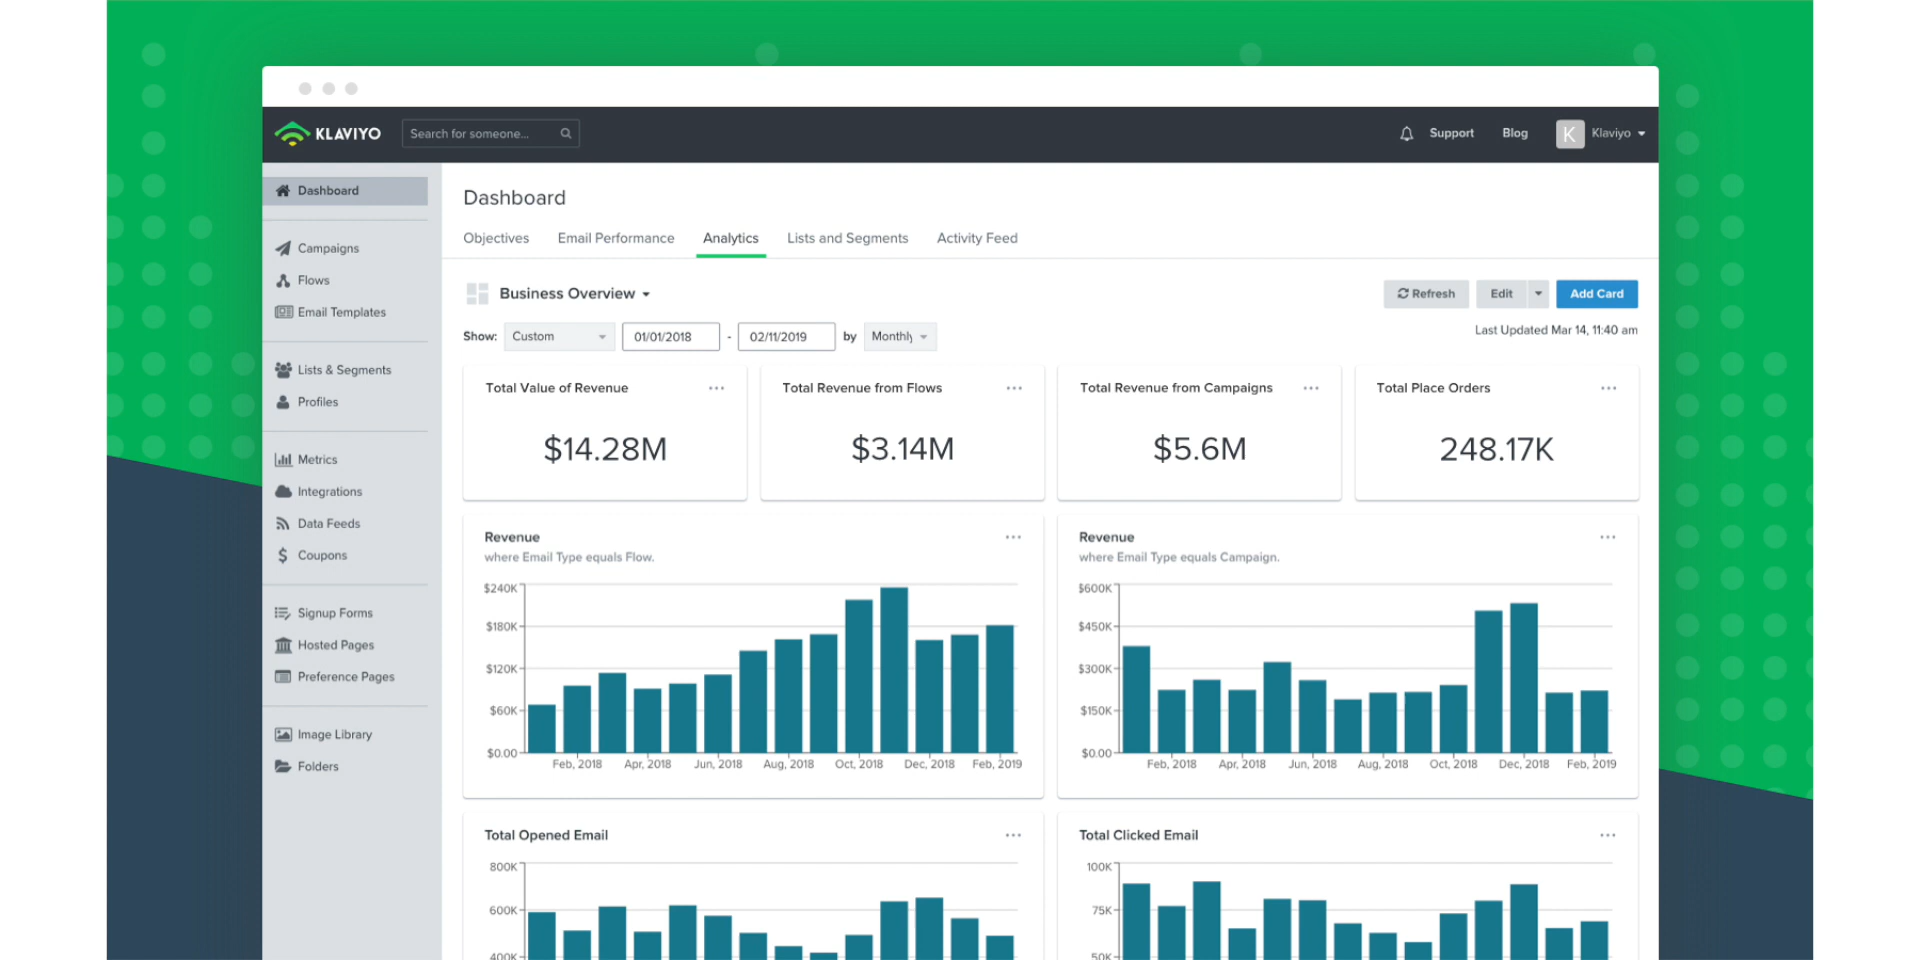 KLAVIYO
Search for someone...
Support
Blog
K
Klaviyo
Dashboard
Campaigns
Flows
Email Templates
Lists & Segments
Profiles
Metrics
Integrations
Data Feeds
Coupons
Signup Forms
Hosted Pages
Preference Pages
Image Library
Folders
Dashboard
Objectives
Email Performance
Analytics
Lists and Segments
Activity Feed
Business Overview
Refresh
Edit
Add Card
Show: Custom 01/01/2018 - 02/11/2019 by Monthly
Last Updated Mar 14, 11:40 am
Total Value of Revenue
$14.28M
Total Revenue from Flows
$3.14M
Total Revenue from Campaigns
$5.6M
Total Place Orders
248.17K
Revenue
where Email Type equals Flow.
$240K
$180K
$120K
$60K
$0.00
Feb, 2018 Apr, 2018 Jun, 2018 Aug, 2018 Oct, 2018 Dec, 2018 Feb, 2019
Revenue
where Email Type equals Campaign.
$600K
$450K
$300K
$150K
$0.00
Feb, 2018 Apr, 2018 Jun, 2018 Aug, 2018 Oct, 2018 Dec, 2018 Feb, 2019
Total Opened Email
800K
600K
400K
Total Clicked Email
100K
75K
50K